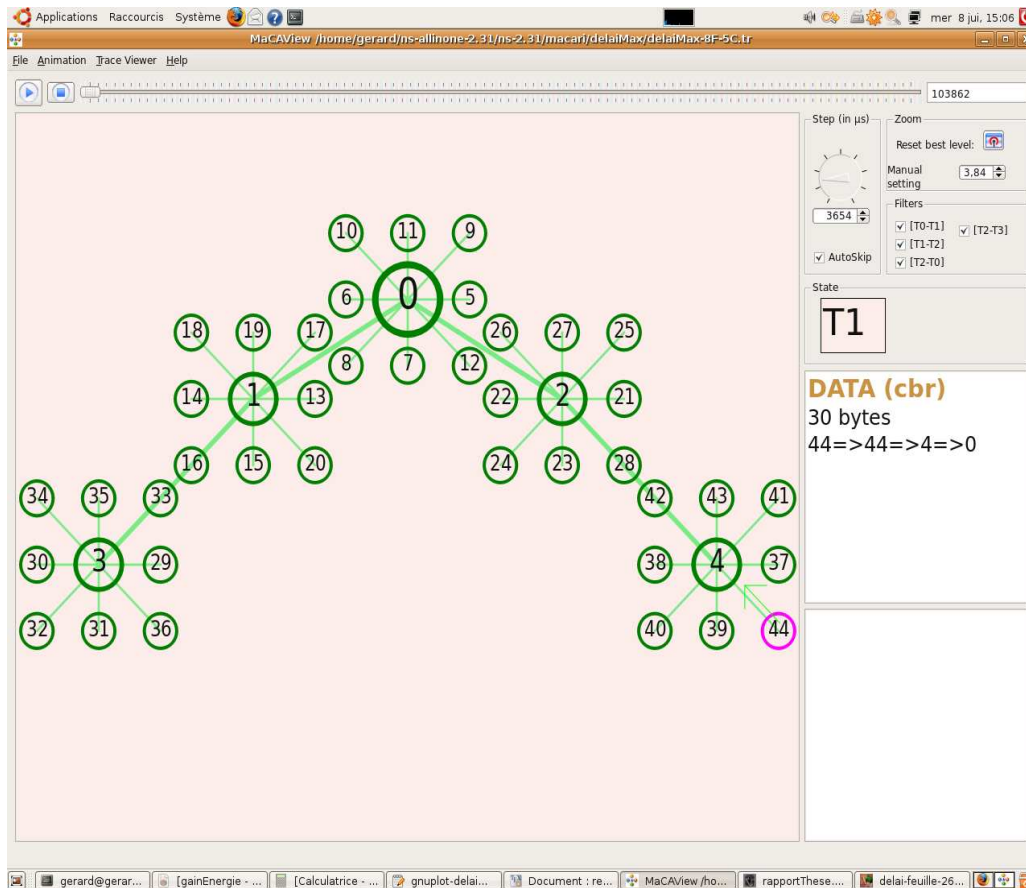 Applications Raccourcis Système mer 8 jui, 15:06
MaCAView /home/gerard/ns-allinone-2.31/ns-2.31/macari/delaiMax/delaiMax-8F-5C.tr
File Animation Trace Viewer Help
103862
Step (in µs)
3654
AutoSkip
Zoom
Reset best level:
Manual
setting
3,84
Filters
[T0-T1] [T2-T3]
[T1-T2]
[T2-T0]
State
T1
DATA (cbr)
30 bytes
44=>44=>4=>0
10 11 9
6 0 5
18 19 17 26 27 25
8 7 12
14 1 13 22 2 21
16 15 20 24 23 28
34 35 33 42 43 41
30 3 29 38 4 37
32 31 36 40 39 44
gerard@gerar... [gainEnergie - ... [Calculatrice - ... gnuplot-delai... Document : re... MaCAView /ho... rapportThese.... delai-feuille-26...